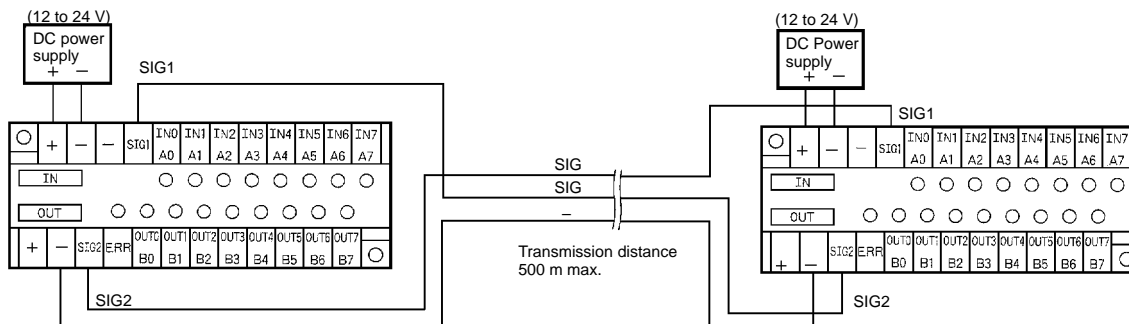 (12 to 24 V)
DC power
supply
+ −
SIG1
+ − − SIG1 IN0 IN1 IN2 IN3 IN4 IN5 IN6 IN7
A0 A1 A2 A3 A4 A5 A6 A7
IN
OUT
+ − SIG2 ERR OUT0 OUT1 OUT2 OUT3 OUT4 OUT5 OUT6 OUT7
B0 B1 B2 B3 B4 B5 B6 B7
SIG2
SIG
SIG
−
Transmission distance
500 m max.
(12 to 24 V)
DC Power
supply
+ −
SIG1
+ − − SIG1 IN0 IN1 IN2 IN3 IN4 IN5 IN6 IN7
A0 A1 A2 A3 A4 A5 A6 A7
IN
OUT
+ − SIG2 ERR OUT0 OUT1 OUT2 OUT3 OUT4 OUT5 OUT6 OUT7
B0 B1 B2 B3 B4 B5 B6 B7
SIG2